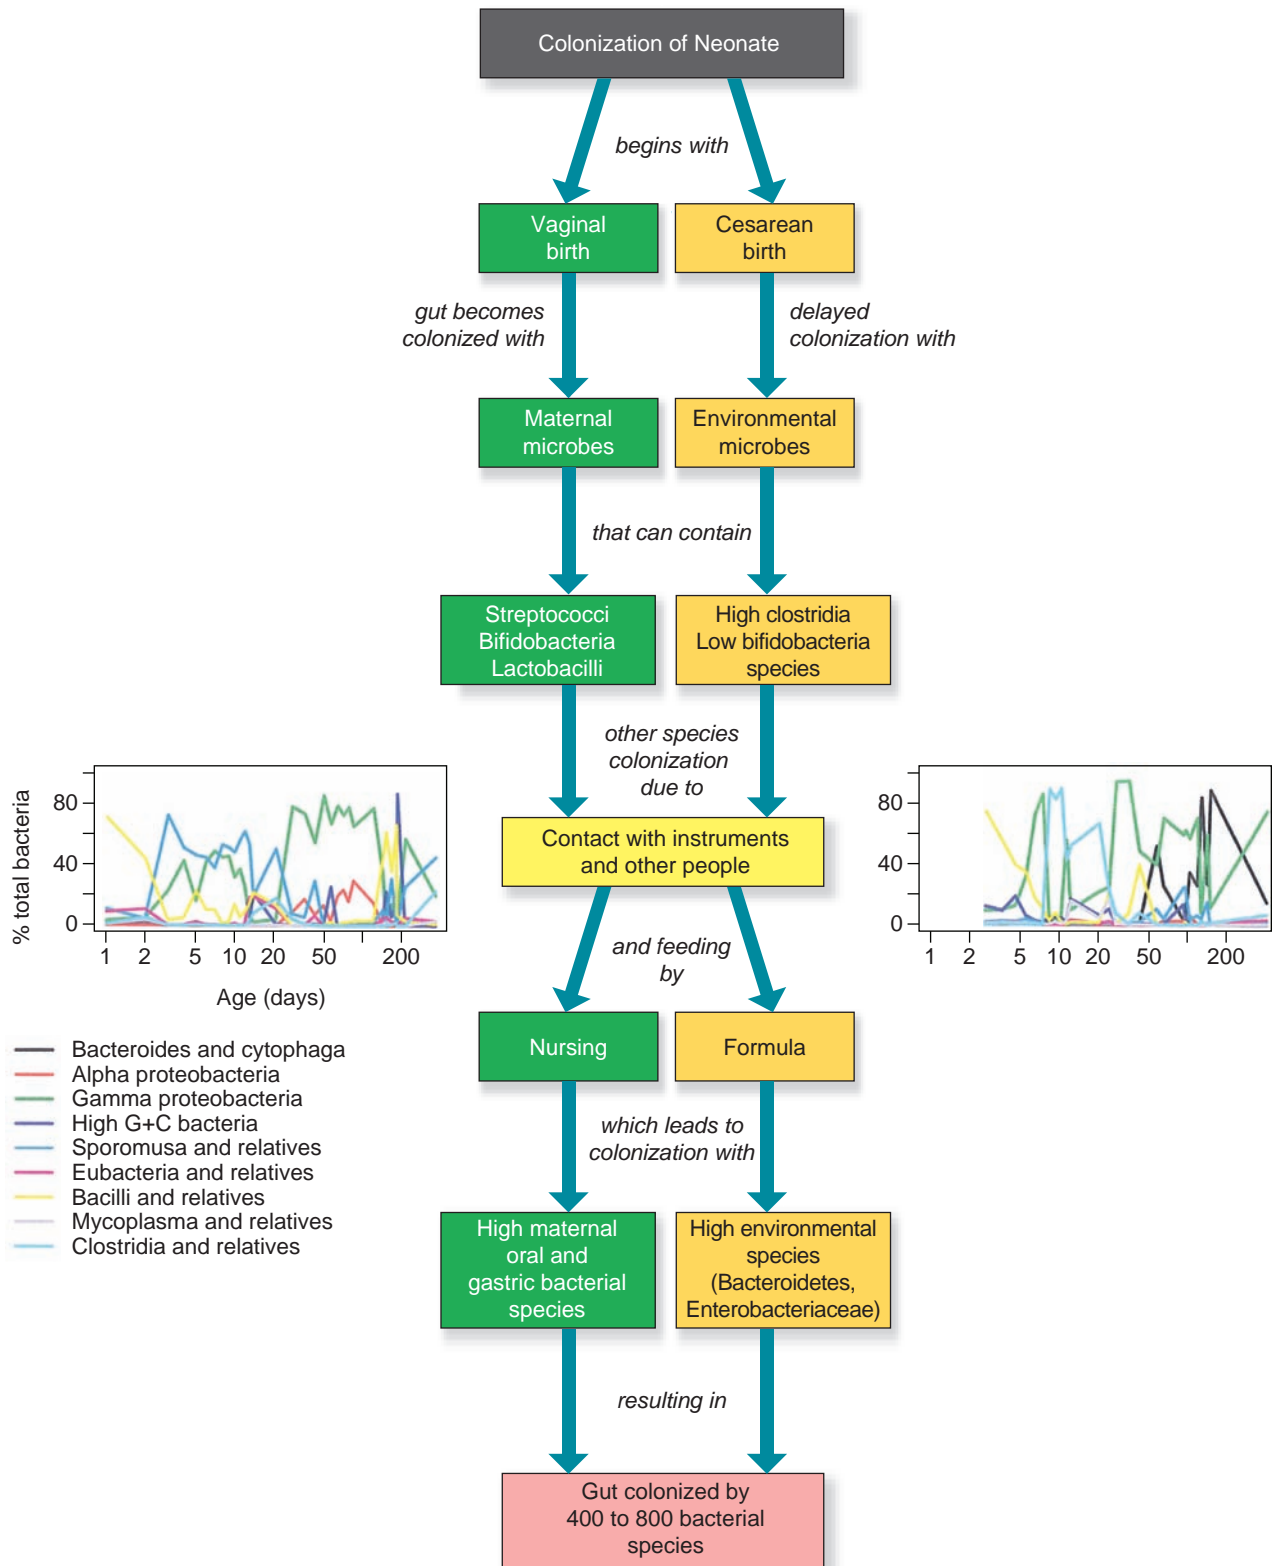 Colonization of Neonate
begins with
Vaginal
birth
Cesarean
birth
gut becomes
colonized with
delayed
colonization with
Maternal
microbes
Environmental
microbes
that can contain
Streptococci
Bifidobacteria
Lactobacilli
High clostridia
Low bifidobacteria
species
other species
colonization
due to
Contact with instruments
and other people
% total bacteria
80
40
0
1 2 5 10 20 50 200
Age (days)
80
40
0
1 2 5 10 20 50 200
and feeding
by
Nursing
Formula
Bacteroides and cytophaga
Alpha proteobacteria
Gamma proteobacteria
High G+C bacteria
Sporomusa and relatives
Eubacteria and relatives
Bacilli and relatives
Mycoplasma and relatives
Clostridia and relatives
which leads to
colonization with
High maternal
oral and
gastric bacterial
species
High environmental
species
(Bacteroidetes,
Enterobacteriaceae)
resulting in
Gut colonized by
400 to 800 bacterial
species